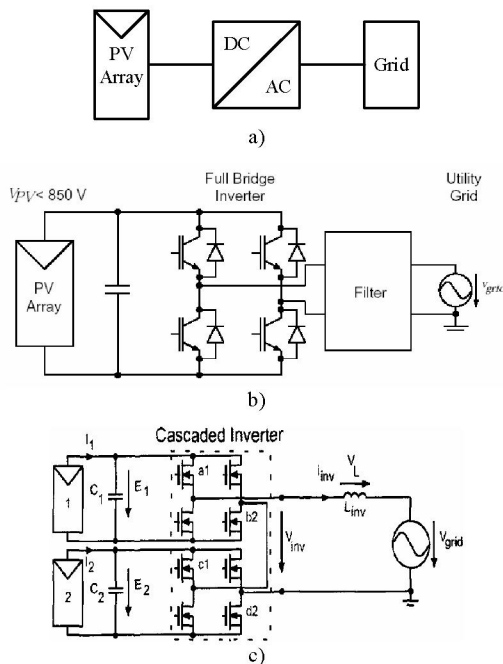 PV
Array
DC
AC
Grid
a)
VPV< 850 V
Full Bridge
Inverter
Utility
Grid
PV
Array
Filter
b)
Cascaded Inverter
I1
1
C1
E1
a1
b2
iinv
VL
Linv
Vinv
Vgrid
I2
2
C2
E2
c1
d2
c)